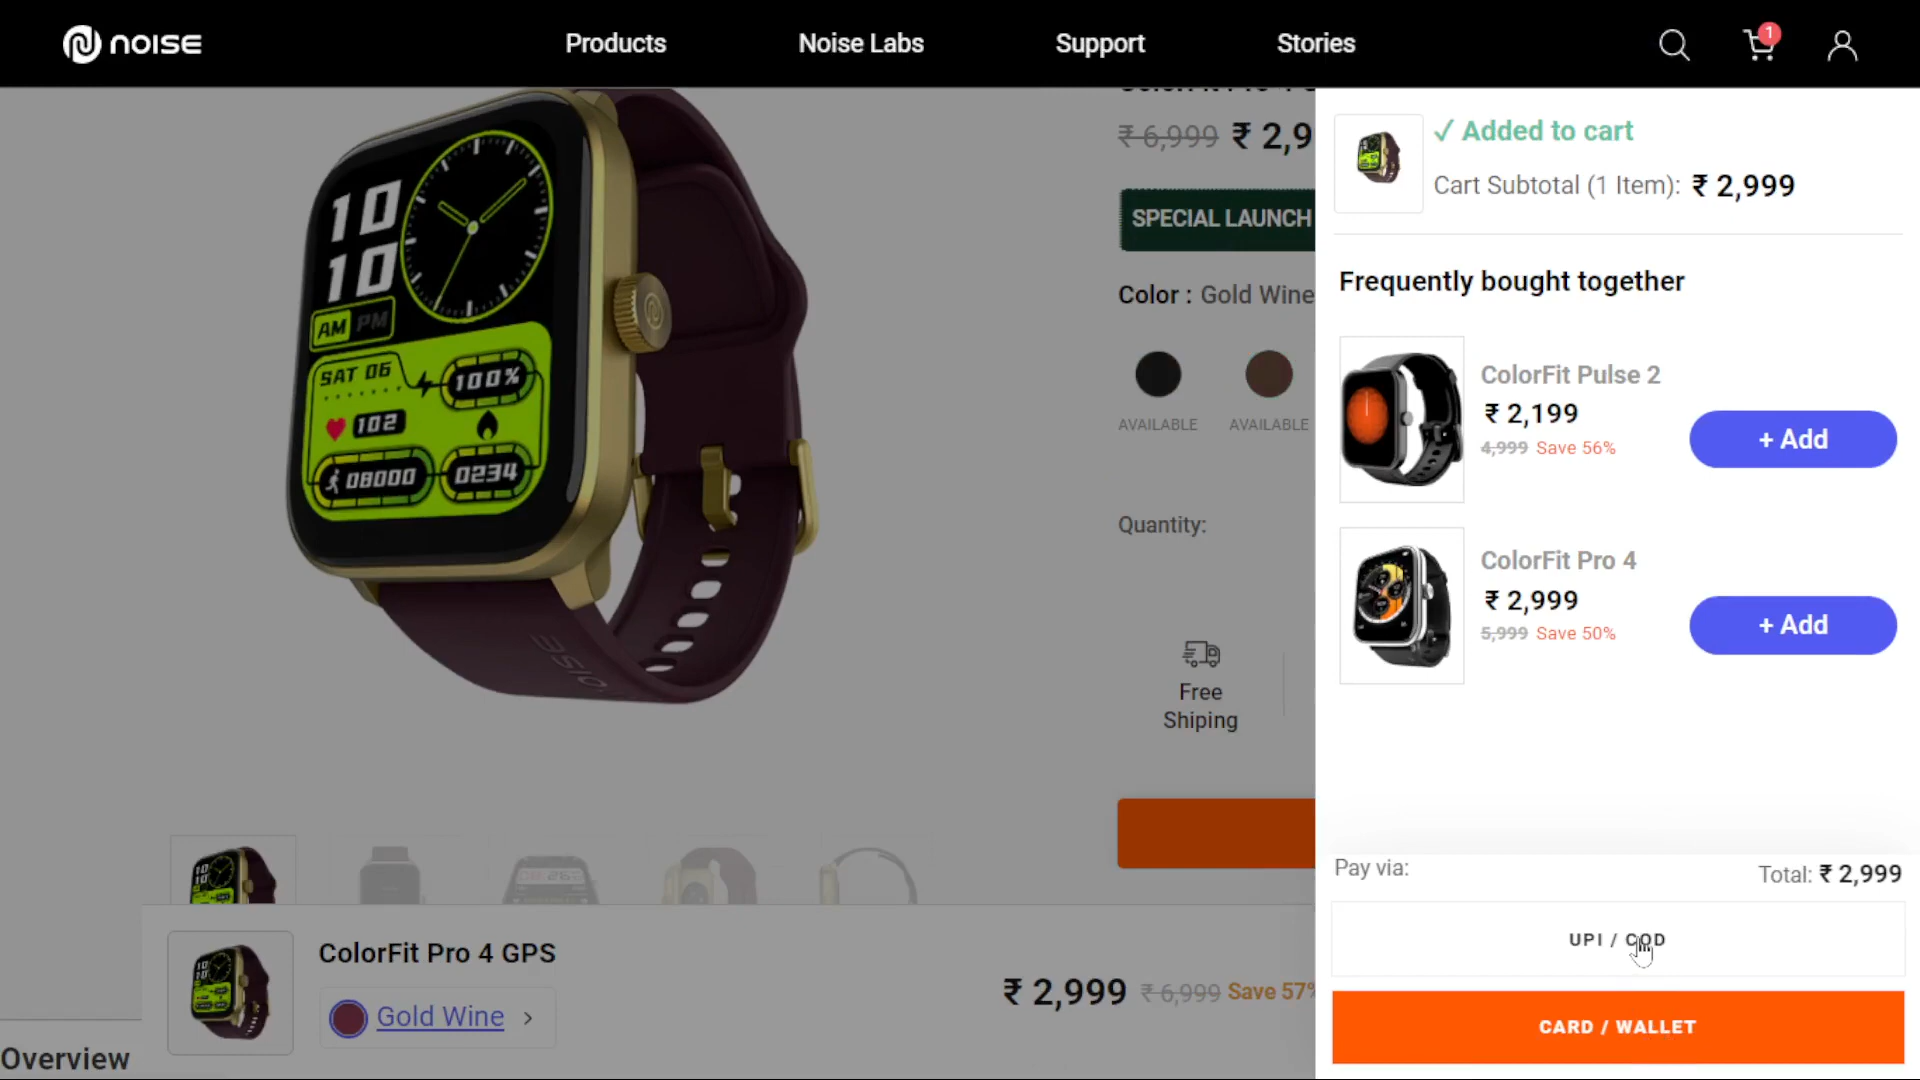 NOISE
Products
Noise Labs
Support
Stories
1
₹ 6,999 ₹ 2,9
SPECIAL LAUNCH
Color : Gold Wine
AVAILABLE
AVAILABLE
Quantity:
Free
Shiping
10
10
AM PM
SAT 06
100%
102
08000
0234
✓ Added to cart
Cart Subtotal (1 Item): ₹ 2,999
Frequently bought together
ColorFit Pulse 2
₹ 2,199
4,999 Save 56%
+ Add
ColorFit Pro 4
₹ 2,999
5,999 Save 50%
+ Add
Pay via:
Total: ₹ 2,999
UPI / COD
CARD / WALLET
ColorFit Pro 4 GPS
Gold Wine >
₹ 2,999 ₹ 6,999 Save 57%
Overview